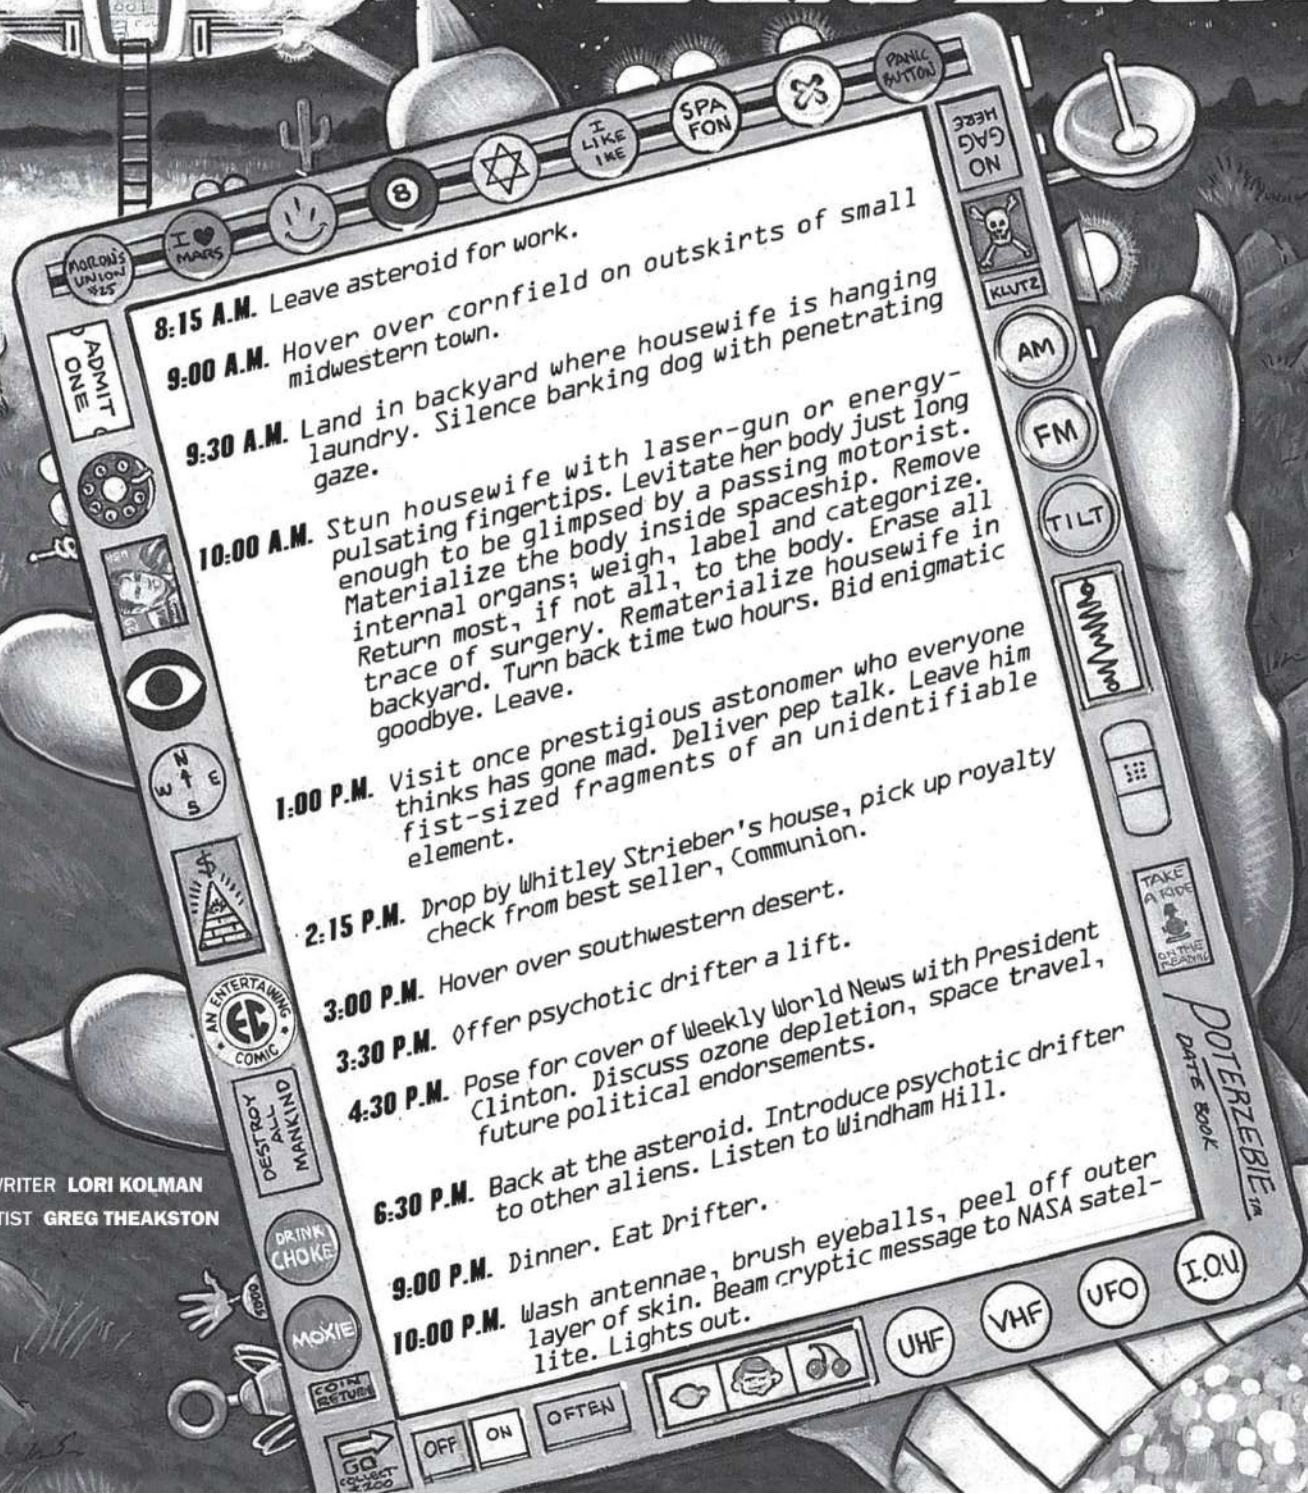 MORON'S
UNION
#25
I ♥
MARS
8
I
LIKE
IKE
SPA
FON
PANIC
BUTTON
NO
GAG
HERE
KLUTZ
AM
FM
TILT
TAKE
A RIDE
ON THE
READING
POTERZEBIE TM
DATE BOOK
ADMIT
ONE
USA
29
N
W E
S
$
AN ENTERTAINING
EC
COMIC
DESTROY
ALL
MANKIND
DRINK
CHOKE
MOXIE
COIN
RETURN
GO
COLLECT
$200
8:15 A.M. Leave asteroid for work.
9:00 A.M. Hover over cornfield on outskirts of small
midwestern town.
9:30 A.M. Land in backyard where housewife is hanging
laundry. Silence barking dog with penetrating
gaze.
10:00 A.M. Stun housewife with laser-gun or energy-
pulsating fingertips. Levitate her body just long
enough to be glimpsed by a passing motorist.
Materialize the body inside spaceship. Remove
internal organs; weigh, label and categorize.
Return most, if not all, to the body. Erase all
trace of surgery. Rematerialize housewife in
backyard. Turn back time two hours. Bid enigmatic
goodbye. Leave.
1:00 P.M. Visit once prestigious astonomer who everyone
thinks has gone mad. Deliver pep talk. Leave him
fist-sized fragments of an unidentifiable
element.
2:15 P.M. Drop by Whitley Strieber's house, pick up royalty
check from best seller, Communion.
3:00 P.M. Hover over southwestern desert.
3:30 P.M. Offer psychotic drifter a lift.
4:30 P.M. Pose for cover of Weekly World News with President
Clinton. Discuss ozone depletion, space travel,
future political endorsements.
6:30 P.M. Back at the asteroid. Introduce psychotic drifter
to other aliens. Listen to Windham Hill.
9:00 P.M. Dinner. Eat Drifter.
10:00 P.M. Wash antennae, brush eyeballs, peel off outer
layer of skin. Beam cryptic message to NASA satel-
lite. Lights out.
OFF
ON
OFTEN
UHF
VHF
UFO
I.O.U
WRITER LORI KOLMAN
TIST GREG THEAKSTON